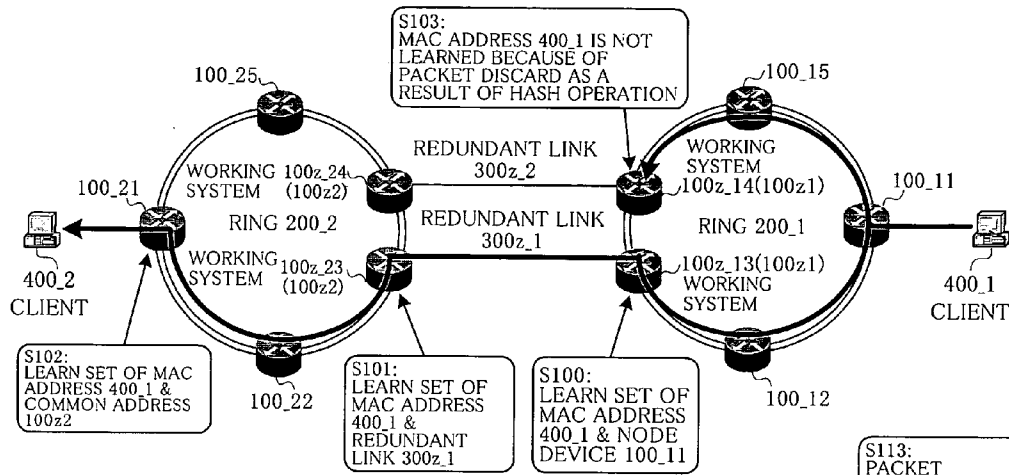 S103:
MAC ADDRESS 400_1 IS NOT
LEARNED BECAUSE OF
PACKET DISCARD AS A
RESULT OF HASH OPERATION
100_25
100_15
WORKING
SYSTEM
100z_24
(100z2)
REDUNDANT LINK
300z_2
WORKING
SYSTEM
100z_14(100z1)
100_21
100_11
RING 200_2
REDUNDANT LINK
300z_1
RING 200_1
400_2
CLIENT
WORKING
SYSTEM
100z_23
(100z2)
100z_13(100z1)
WORKING
SYSTEM
400_1
CLIENT
S102:
LEARN SET OF MAC
ADDRESS 400_1 &
COMMON ADDRESS
100z2
100_22
S101:
LEARN SET OF
MAC ADDRESS
400_1 &
REDUNDANT
LINK 300z_1
S100:
LEARN SET OF
MAC ADDRESS
400_1 & NODE
DEVICE 100_11
100_12
S113:
PACKET